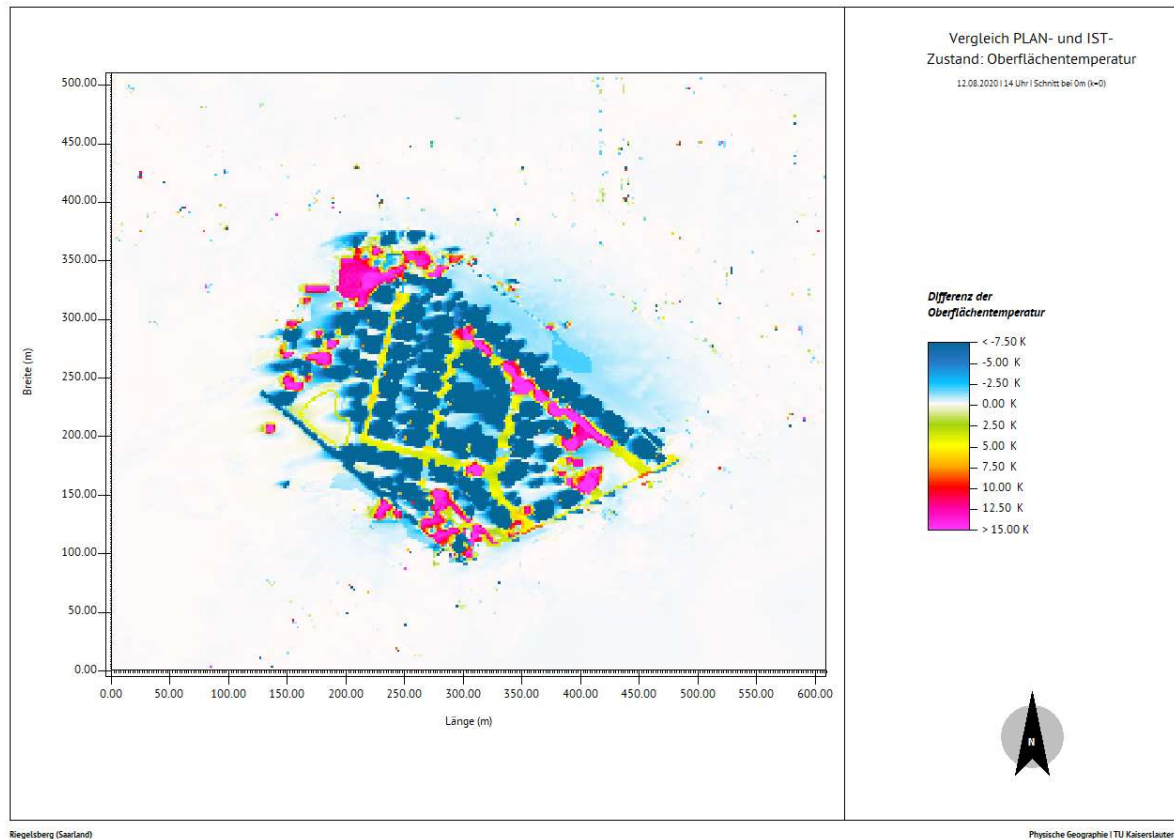 Vergleich PLAN- und IST-
Zustand: Oberflächentemperatur
12.08.2020 | 14 Uhr | Schnitt bei 0m (k=0)
500.00
450.00
400.00
350.00
300.00
250.00
200.00
150.00
100.00
50.00
0.00
Breite (m)
0.00 50.00 100.00 150.00 200.00 250.00 300.00 350.00 400.00 450.00 500.00 550.00 600.00
Länge (m)
Differenz der
Oberflächentemperatur
< -7.50 K
-5.00 K
-2.50 K
0.00 K
2.50 K
5.00 K
7.50 K
10.00 K
12.50 K
> 15.00 K
N
Riegelsberg (Saarland)
Physische Geographie | TU Kaiserslautern